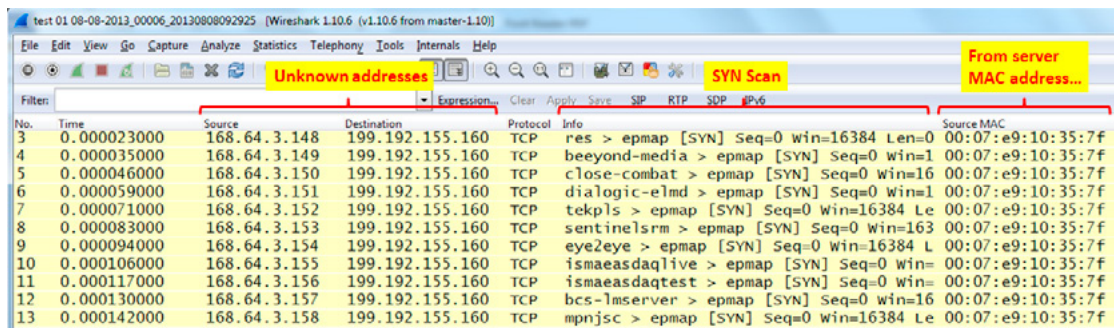 test 01 08-08-2013_00006_20130808092925 [Wireshark 1.10.6 (v1.10.6 from master-1.10)]
File Edit View Go Capture Analyze Statistics Telephony Tools Internals Help
Unknown addresses
SYN Scan
From server
MAC address...
Filter: Expression... Clear Apply Save SIP RTP SDP IPv6
No. Time Source Destination Protocol Info Source MAC
3 0.000023000 168.64.3.148 199.192.155.160 TCP res > epmap [SYN] Seq=0 Win=16384 Len=0 00:07:e9:10:35:7f
4 0.000035000 168.64.3.149 199.192.155.160 TCP beeyond-media > epmap [SYN] Seq=0 Win=1 00:07:e9:10:35:7f
5 0.000046000 168.64.3.150 199.192.155.160 TCP close-combat > epmap [SYN] Seq=0 Win=16 00:07:e9:10:35:7f
6 0.000059000 168.64.3.151 199.192.155.160 TCP dialogic-elmd > epmap [SYN] Seq=0 Win=1 00:07:e9:10:35:7f
7 0.000071000 168.64.3.152 199.192.155.160 TCP tekpls > epmap [SYN] Seq=0 Win=16384 Le 00:07:e9:10:35:7f
8 0.000083000 168.64.3.153 199.192.155.160 TCP sentinelsrm > epmap [SYN] Seq=0 Win=163 00:07:e9:10:35:7f
9 0.000094000 168.64.3.154 199.192.155.160 TCP eye2eye > epmap [SYN] Seq=0 Win=16384 L 00:07:e9:10:35:7f
10 0.000106000 168.64.3.155 199.192.155.160 TCP ismaeasdaqlive > epmap [SYN] Seq=0 Win= 00:07:e9:10:35:7f
11 0.000117000 168.64.3.156 199.192.155.160 TCP ismaeasdaqtest > epmap [SYN] Seq=0 Win= 00:07:e9:10:35:7f
12 0.000130000 168.64.3.157 199.192.155.160 TCP bcs-lmserver > epmap [SYN] Seq=0 Win=16 00:07:e9:10:35:7f
13 0.000142000 168.64.3.158 199.192.155.160 TCP mpnjsc > epmap [SYN] Seq=0 Win=16384 Le 00:07:e9:10:35:7f